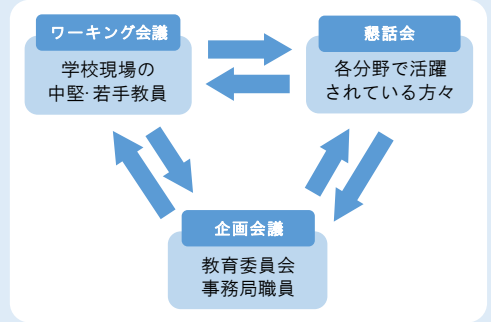 ワーキング会議
学校現場の
中堅・若手教員
懇話会
各分野で活躍
されている方々
企画会議
教育委員会
事務局職員